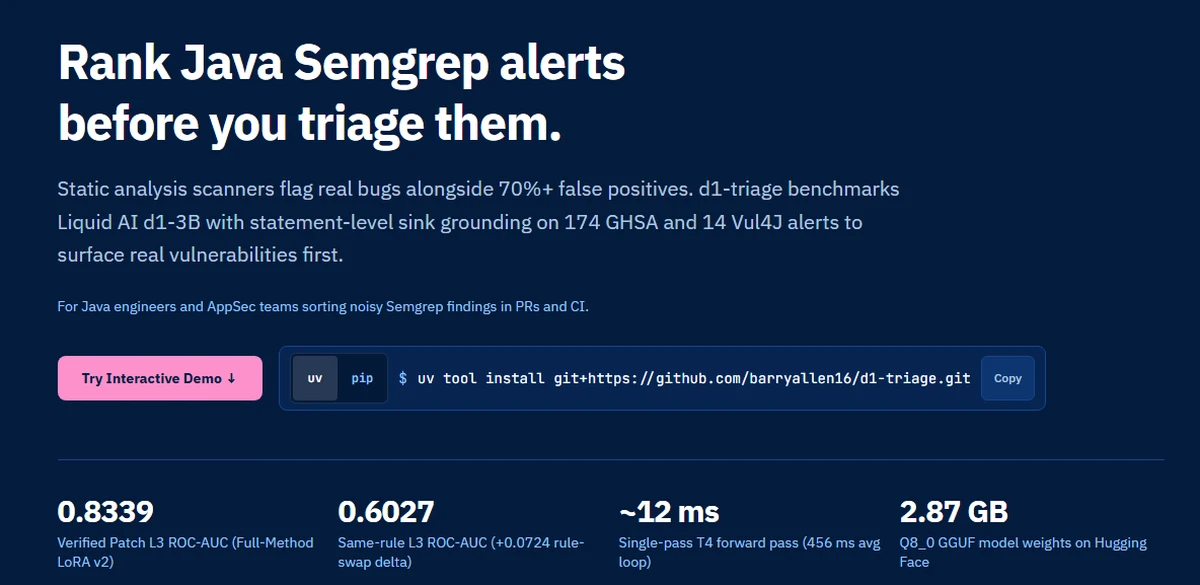 Rank Java Semgrep alerts
before you triage them.
Static analysis scanners flag real bugs alongside 70%+ false positives. d1-triage benchmarks
Liquid AI d1-3B with statement-level sink grounding on 174 GHSA and 14 Vul4J alerts to
surface real vulnerabilities first.
For Java engineers and AppSec teams sorting noisy Semgrep findings in PRs and CI.
Try Interactive Demo ↓
uv pip $ uv tool install git+https://github.com/barryallen16/d1-triage.git Copy
0.8339
Verified Patch L3 ROC-AUC (Full-Method
LoRA v2)
0.6027
Same-rule L3 ROC-AUC (+0.0724 rule-
swap delta)
~12 ms
Single-pass T4 forward pass (456 ms avg
loop)
2.87 GB
Q8_0 GGUF model weights on Hugging
Face